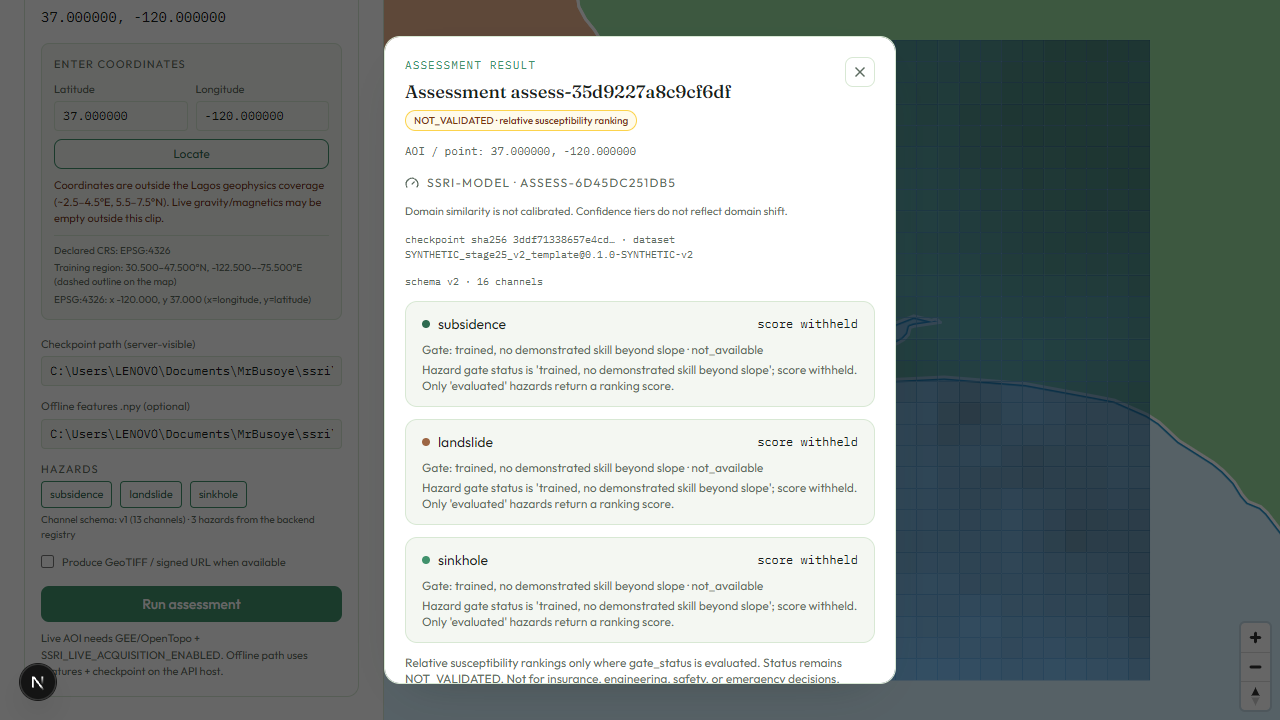 37.000000, -120.000000
ENTER COORDINATES
Latitude
Longitude
37.000000
-120.000000
Locate
Coordinates are outside the Lagos geophysics coverage
(~2.5–4.5°E, 5.5–7.5°N). Live gravity/magnetics may be
empty outside this clip.
Declared CRS: EPSG:4326
Training region: 30.500–47.500°N, -122.500–-75.500°E
(dashed outline on the map)
EPSG:4326: x -120.000, y 37.000 (x=longitude, y=latitude)
Checkpoint path (server-visible)
C:\Users\LENOVO\Documents\MrBusoye\ssri
Offline features .npy (optional)
C:\Users\LENOVO\Documents\MrBusoye\ssri
HAZARDS
subsidence
landslide
sinkhole
Channel schema: v1 (13 channels) · 3 hazards from the backend
registry
Produce GeoTIFF / signed URL when available
Run assessment
Live AOI needs GEE/OpenTopo +
SSRI_LIVE_ACQUISITION_ENABLED. Offline path uses
features + checkpoint on the API host.
N
ASSESSMENT RESULT
Assessment assess-35d9227a8c9cf6df
NOT_VALIDATED · relative susceptibility ranking
AOI / point: 37.000000, -120.000000
SSRI-MODEL · ASSESS-6D45DC251DB5
Domain similarity is not calibrated. Confidence tiers do not reflect domain shift.
checkpoint sha256 3ddf71338657e4cd… · dataset
SYNTHETIC_stage25_v2_template@0.1.0-SYNTHETIC-v2
schema v2 · 16 channels
subsidence
score withheld
Gate: trained, no demonstrated skill beyond slope · not_available
Hazard gate status is 'trained, no demonstrated skill beyond slope'; score withheld.
Only 'evaluated' hazards return a ranking score.
landslide
score withheld
Gate: trained, no demonstrated skill beyond slope · not_available
Hazard gate status is 'trained, no demonstrated skill beyond slope'; score withheld.
Only 'evaluated' hazards return a ranking score.
sinkhole
score withheld
Gate: trained, no demonstrated skill beyond slope · not_available
Hazard gate status is 'trained, no demonstrated skill beyond slope'; score withheld.
Only 'evaluated' hazards return a ranking score.
Relative susceptibility rankings only where gate_status is evaluated. Status remains
NOT_VALIDATED. Not for insurance, engineering, safety, or emergency decisions.